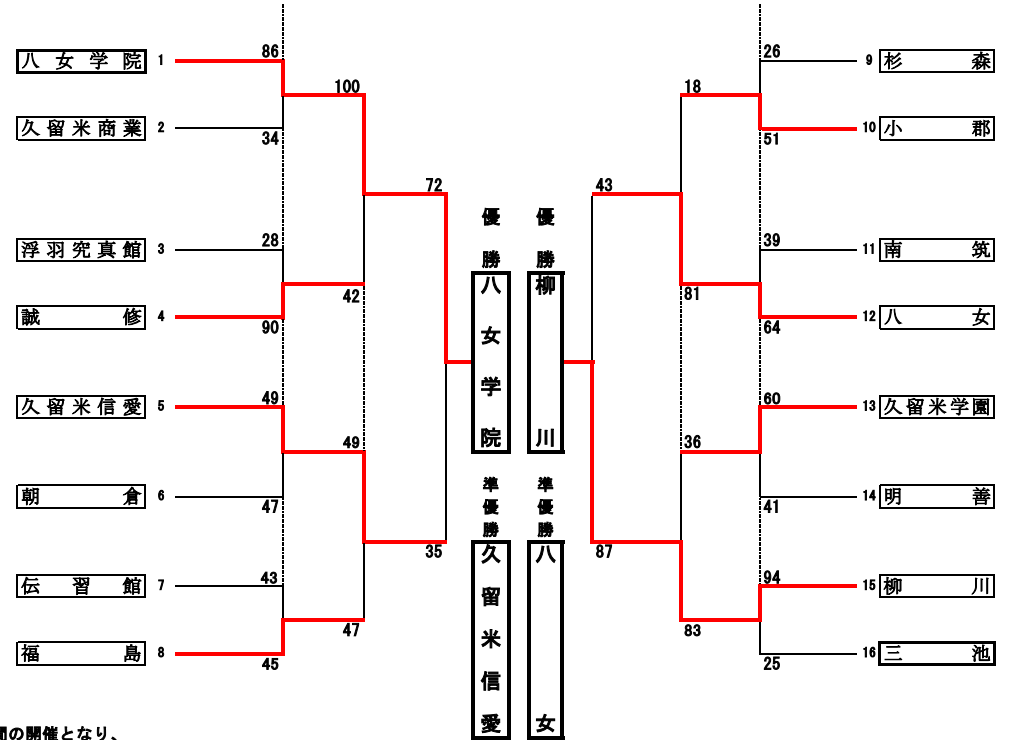 八女学院 1 86
100
久留米商業 2 34
72
浮羽究真館 3 28
42
誠修 4 90
久留米信愛 5 49
49
朝倉 6 47
35
伝習館 7 43
47
福島 8 45
優勝
八女学院
準優勝
久留米信愛
優勝
柳川
準優勝
八女
26 9 杉森
18
51 10 小郡
43
39 11 南筑
81
64 12 八女
60 13 久留米学園
36
41 14 明善
87
94 15 柳川
83
25 16 三池
の開催となり、